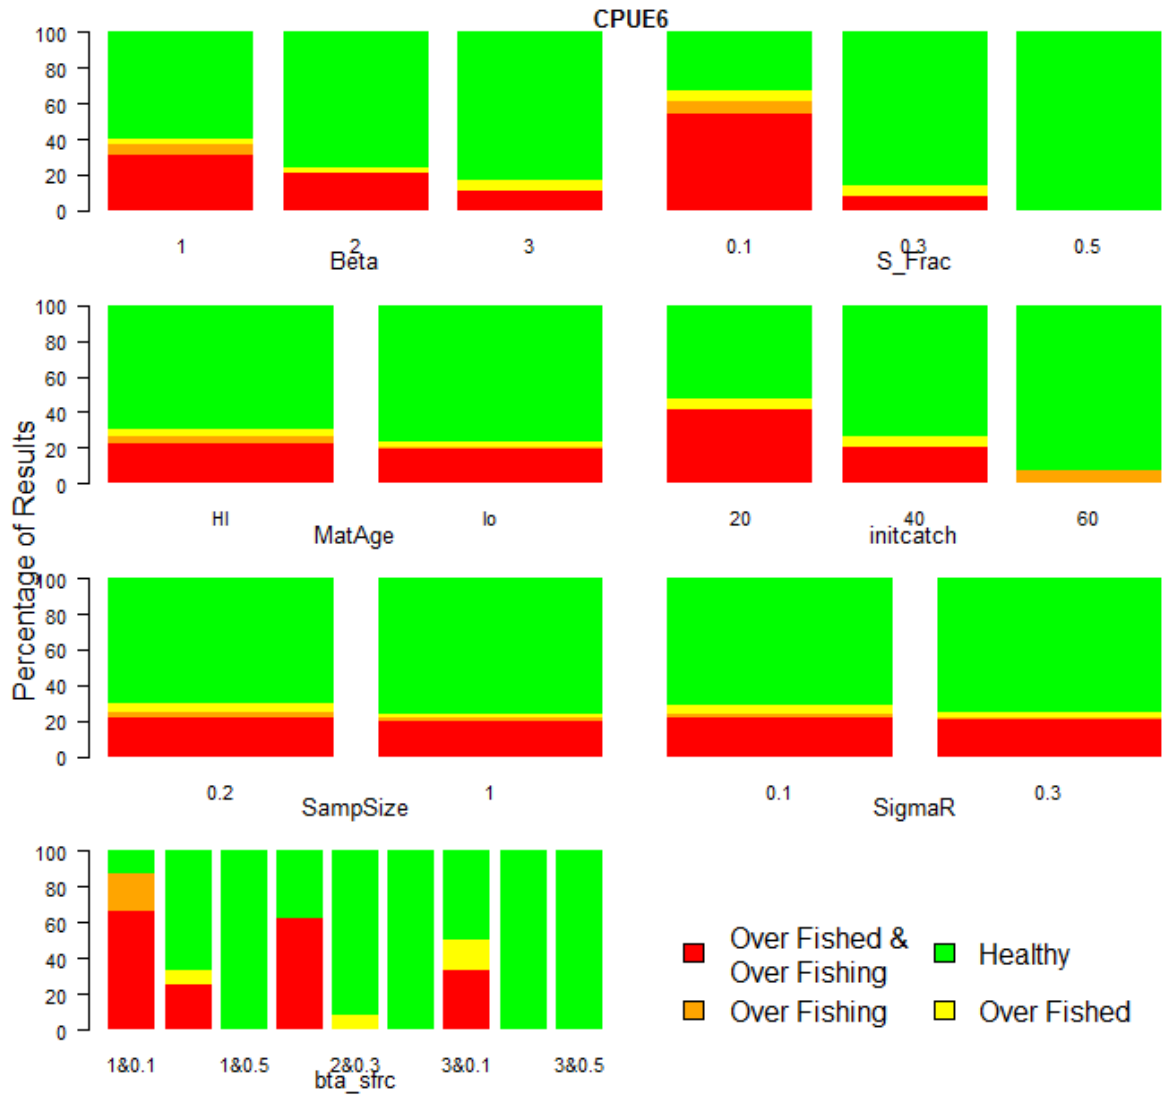 CPUE6
Percentage of Results
100
80
60
40
20
0
1
2
3
Beta
0.1
0.3
0.5
S_Frac
100
80
60
40
20
0
HI
lo
MatAge
20
40
60
initcatch
100
80
60
40
20
0
0.2
1
SampSize
0.1
0.3
SigmaR
100
80
60
40
20
0
1&0.1
1&0.5
2&0.3
3&0.1
3&0.5
bta_sfrc
Over Fished &
Over Fishing
Healthy
Over Fishing
Over Fished